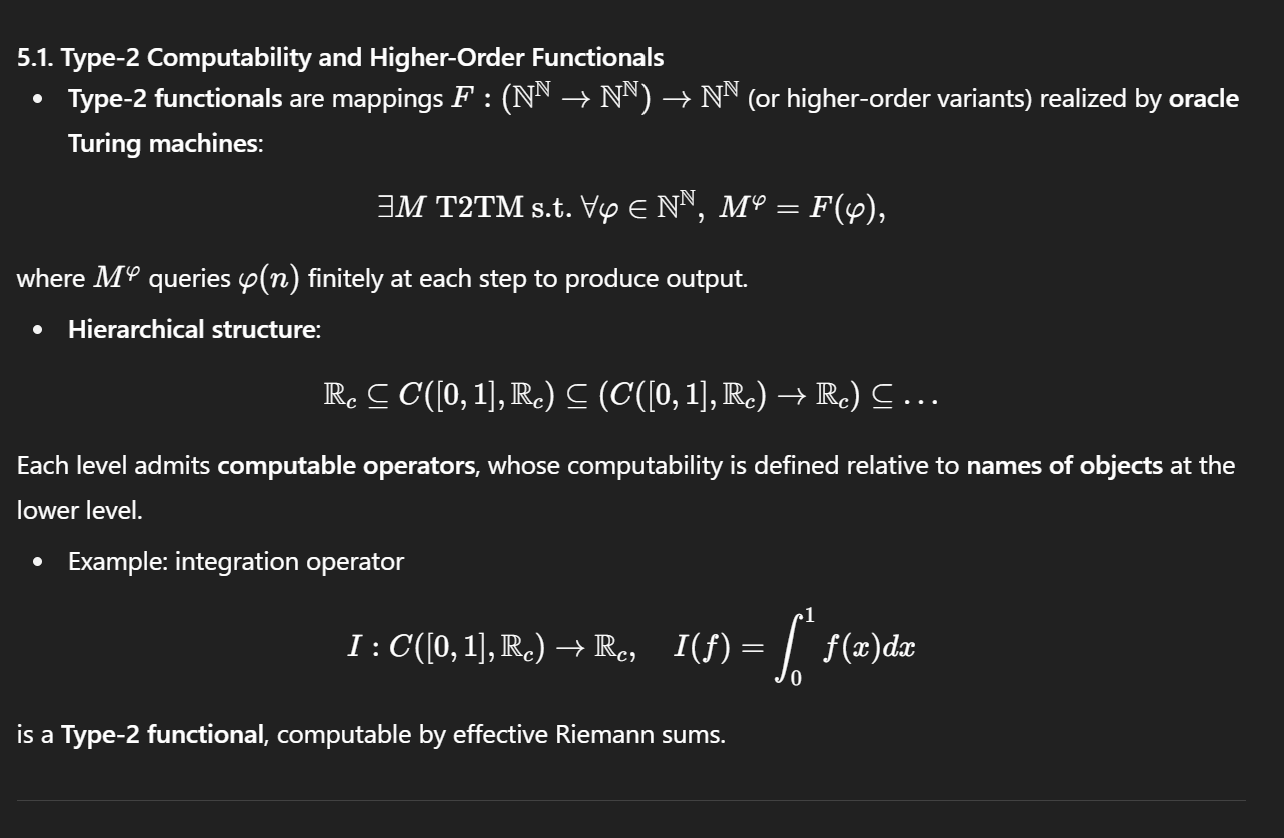 5.1. Type-2 Computability and Higher-Order Functionals
• Type-2 functionals are mappings F : (ℕ^ℕ → ℕ^ℕ) → ℕ^ℕ (or higher-order variants) realized by oracle
Turing machines:
∃M T2TM s.t. ∀φ ∈ ℕ^ℕ, M^φ = F(φ),
where M^φ queries φ(n) finitely at each step to produce output.
• Hierarchical structure:
ℝ_c ⊆ C([0, 1], ℝ_c) ⊆ (C([0, 1], ℝ_c) → ℝ_c) ⊆ …
Each level admits computable operators, whose computability is defined relative to names of objects at the
lower level.
• Example: integration operator
I : C([0, 1], ℝ_c) → ℝ_c, I(f) = ∫_0^1 f(x)dx
is a Type-2 functional, computable by effective Riemann sums.